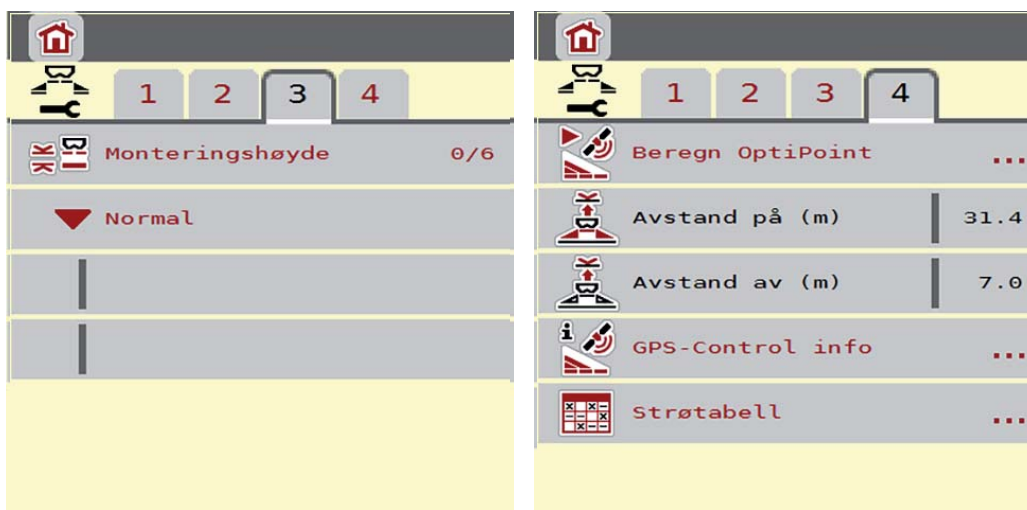 1 2 3 4
Monteringshøyde 0/6
Normal
1 2 3 4
Beregn OptiPoint ...
Avstand på (m) 31.4
Avstand av (m) 7.0
GPS-Control info ...
Strøtabell ...